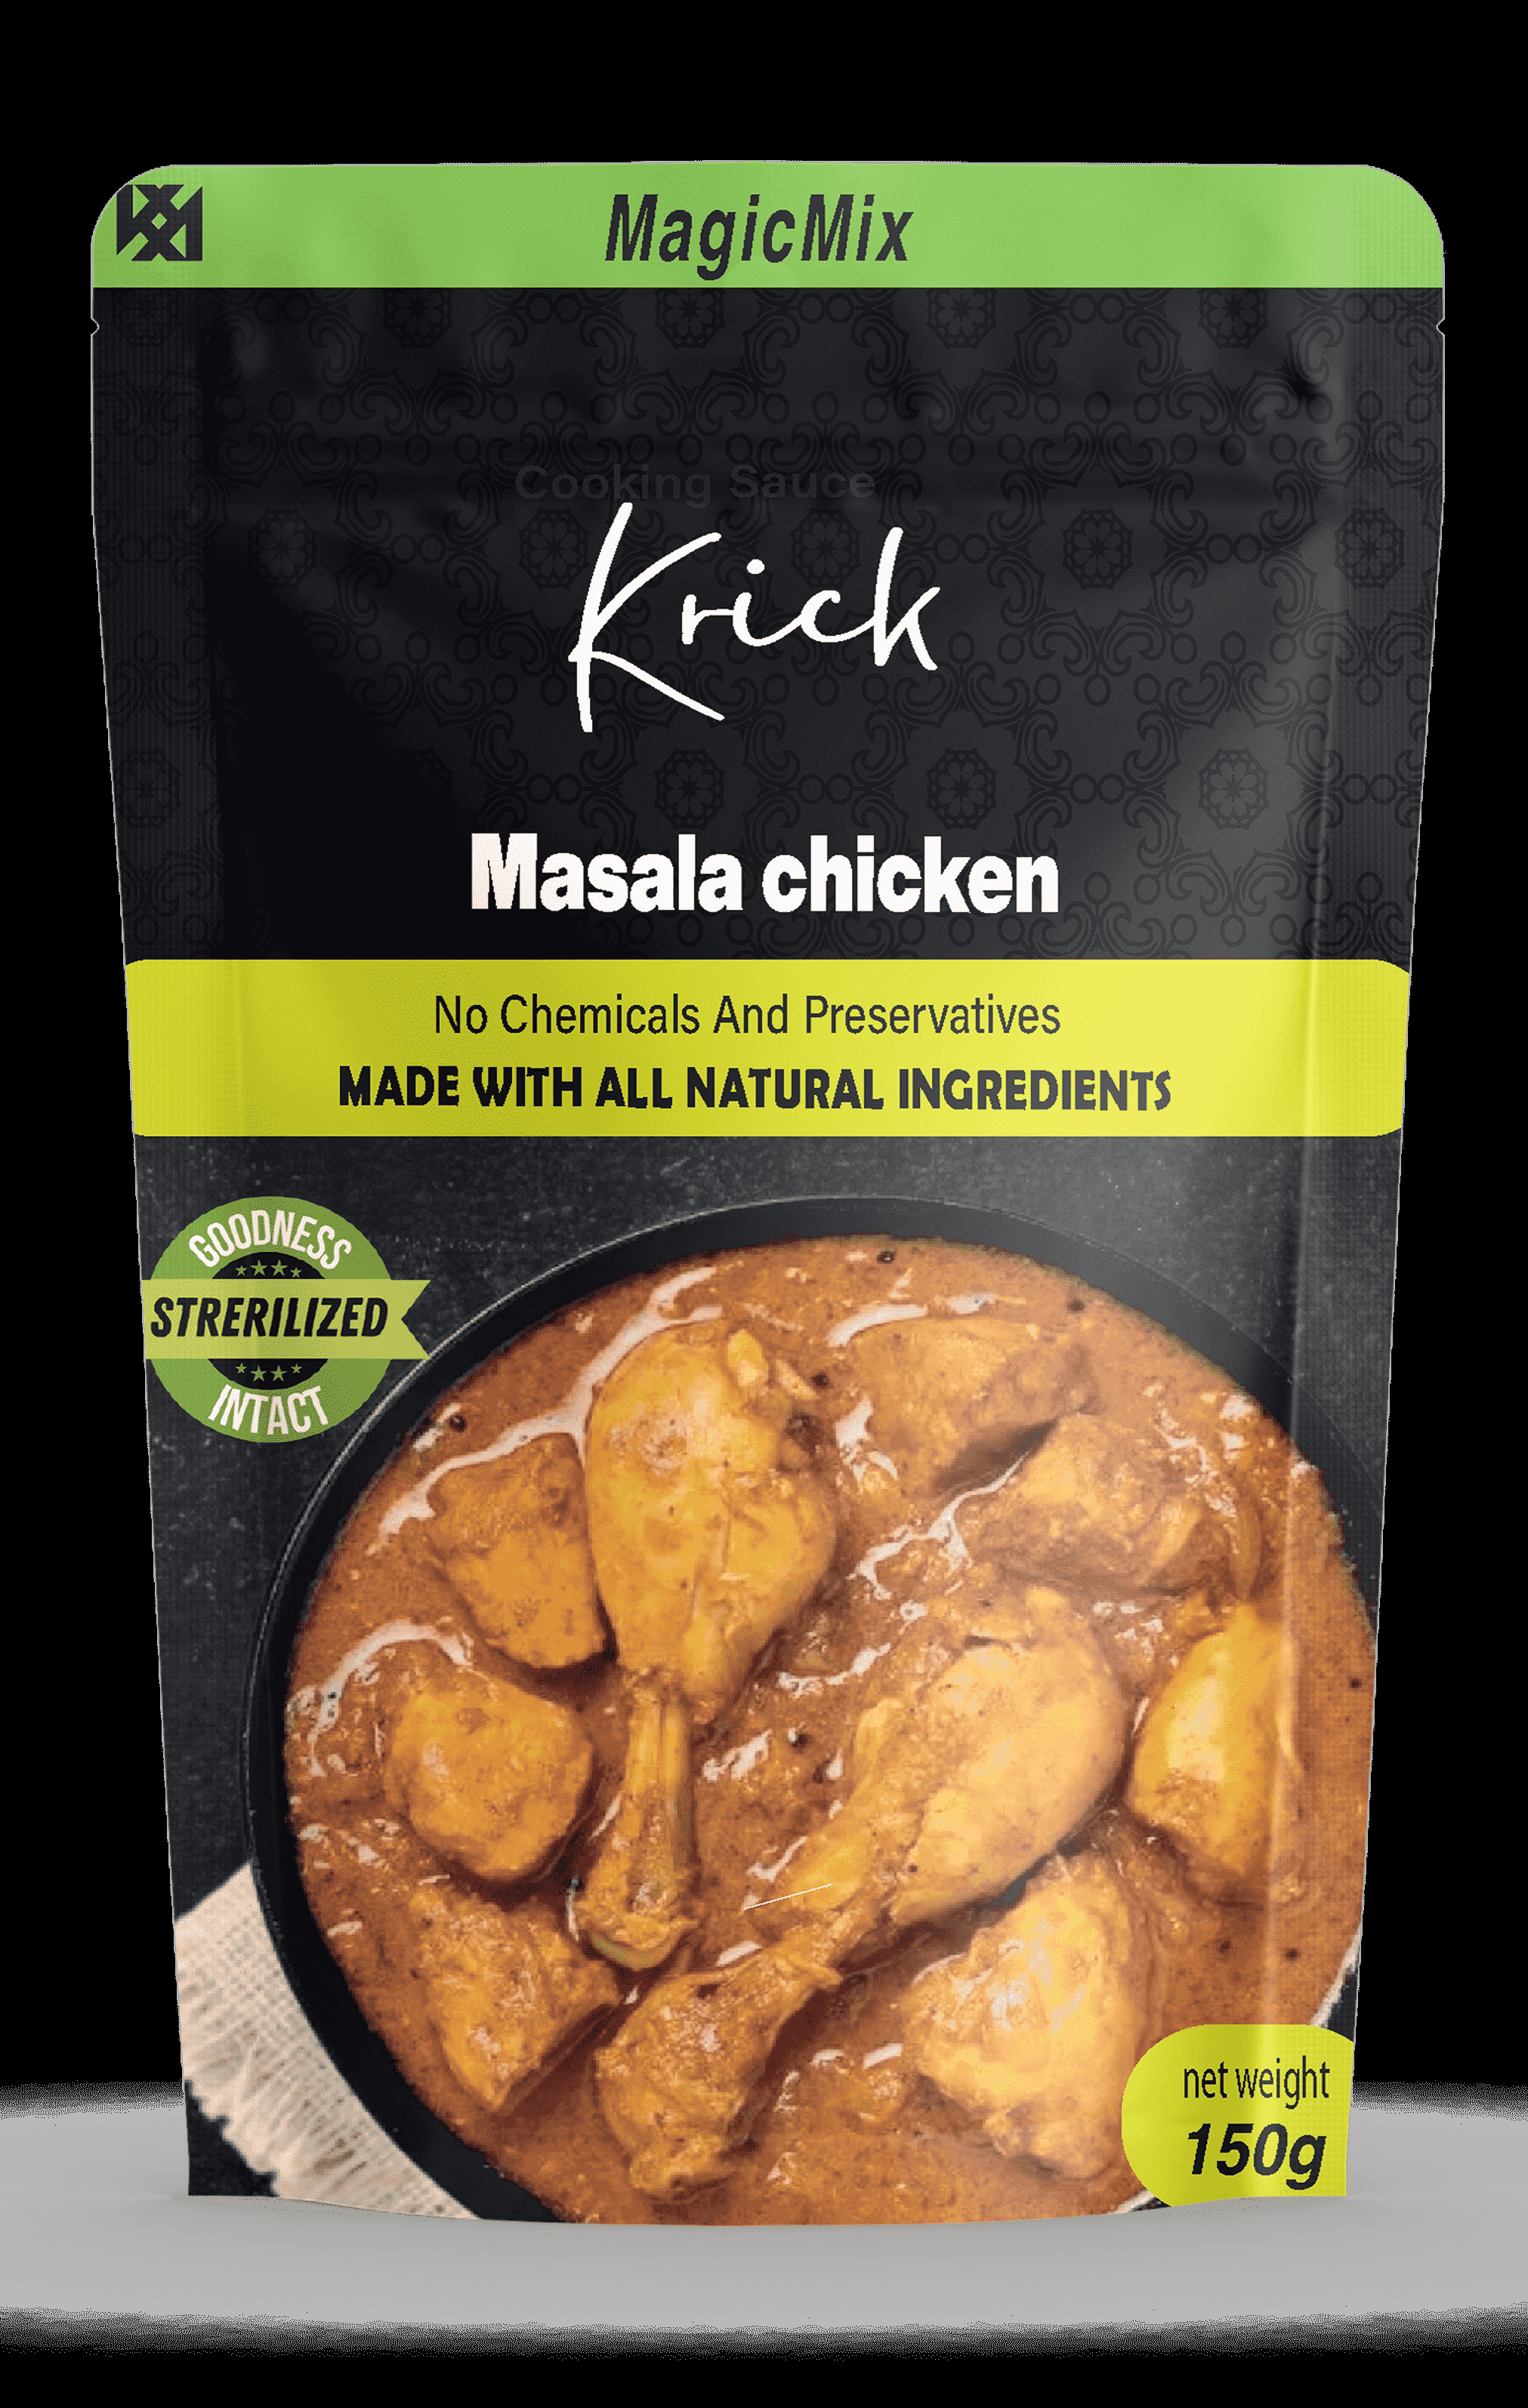 MagicMix
Cooking Sauce
Krick
Masala chicken
No Chemicals And Preservatives
MADE WITH ALL NATURAL INGREDIENTS
GOODNESS
STRERILIZED
INTACT
net weight
150g